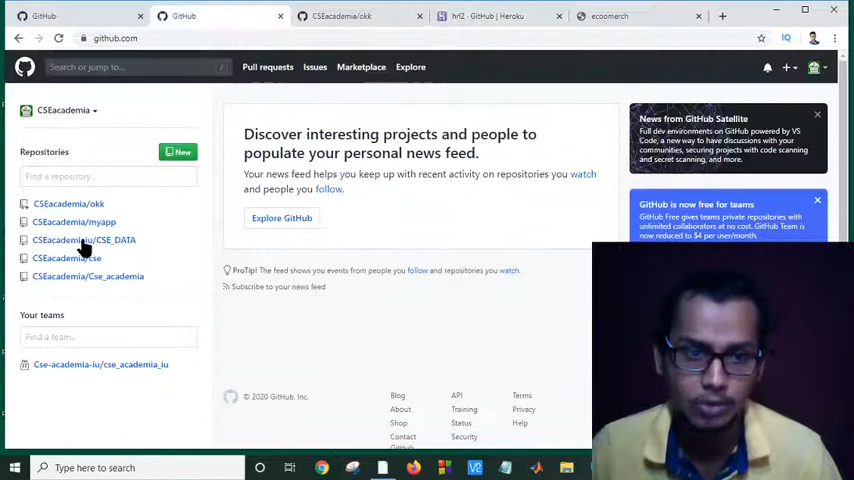 GitHub
GitHub
CSEacademia/okk
hrl2 · GitHub | Heroku
ecoomerch
github.com
IQ
Search or jump to...
/
Pull requests
Issues
Marketplace
Explore
CSEacademia
Repositories
New
Find a repository...
CSEacademia/okk
CSEacademia/myapp
CSEacademiaiu/CSE_DATA
CSEacademia/cse
CSEacademia/Cse_academia
Your teams
Find a team...
Cse-academia-iu/cse_academia_iu
Discover interesting projects and people to
populate your personal news feed.
Your news feed helps you keep up with recent activity on repositories you watch
and people you follow.
Explore GitHub
ProTip! The feed shows you events from people you follow and repositories you watch.
Subscribe to your news feed
© 2020 GitHub, Inc.
Blog
About
Shop
Contact
GitHub
API
Training
Status
Security
Terms
Privacy
Help
News from GitHub Satellite
Full dev environments on GitHub powered by VS
Code, a new way to have discussions with your
communities, securing projects with code scanning
and secret scanning, and more.
GitHub is now free for teams
GitHub Free gives teams private repositories with
unlimited collaborators at no cost. GitHub Team is
now reduced to $4 per user/month.
Type here to search
V2